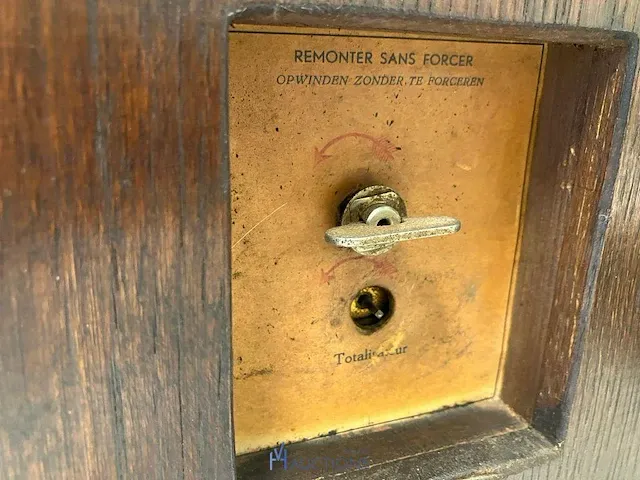 REMONTER SANS FORCER
OPWINDEN ZONDER TE FORCEREN